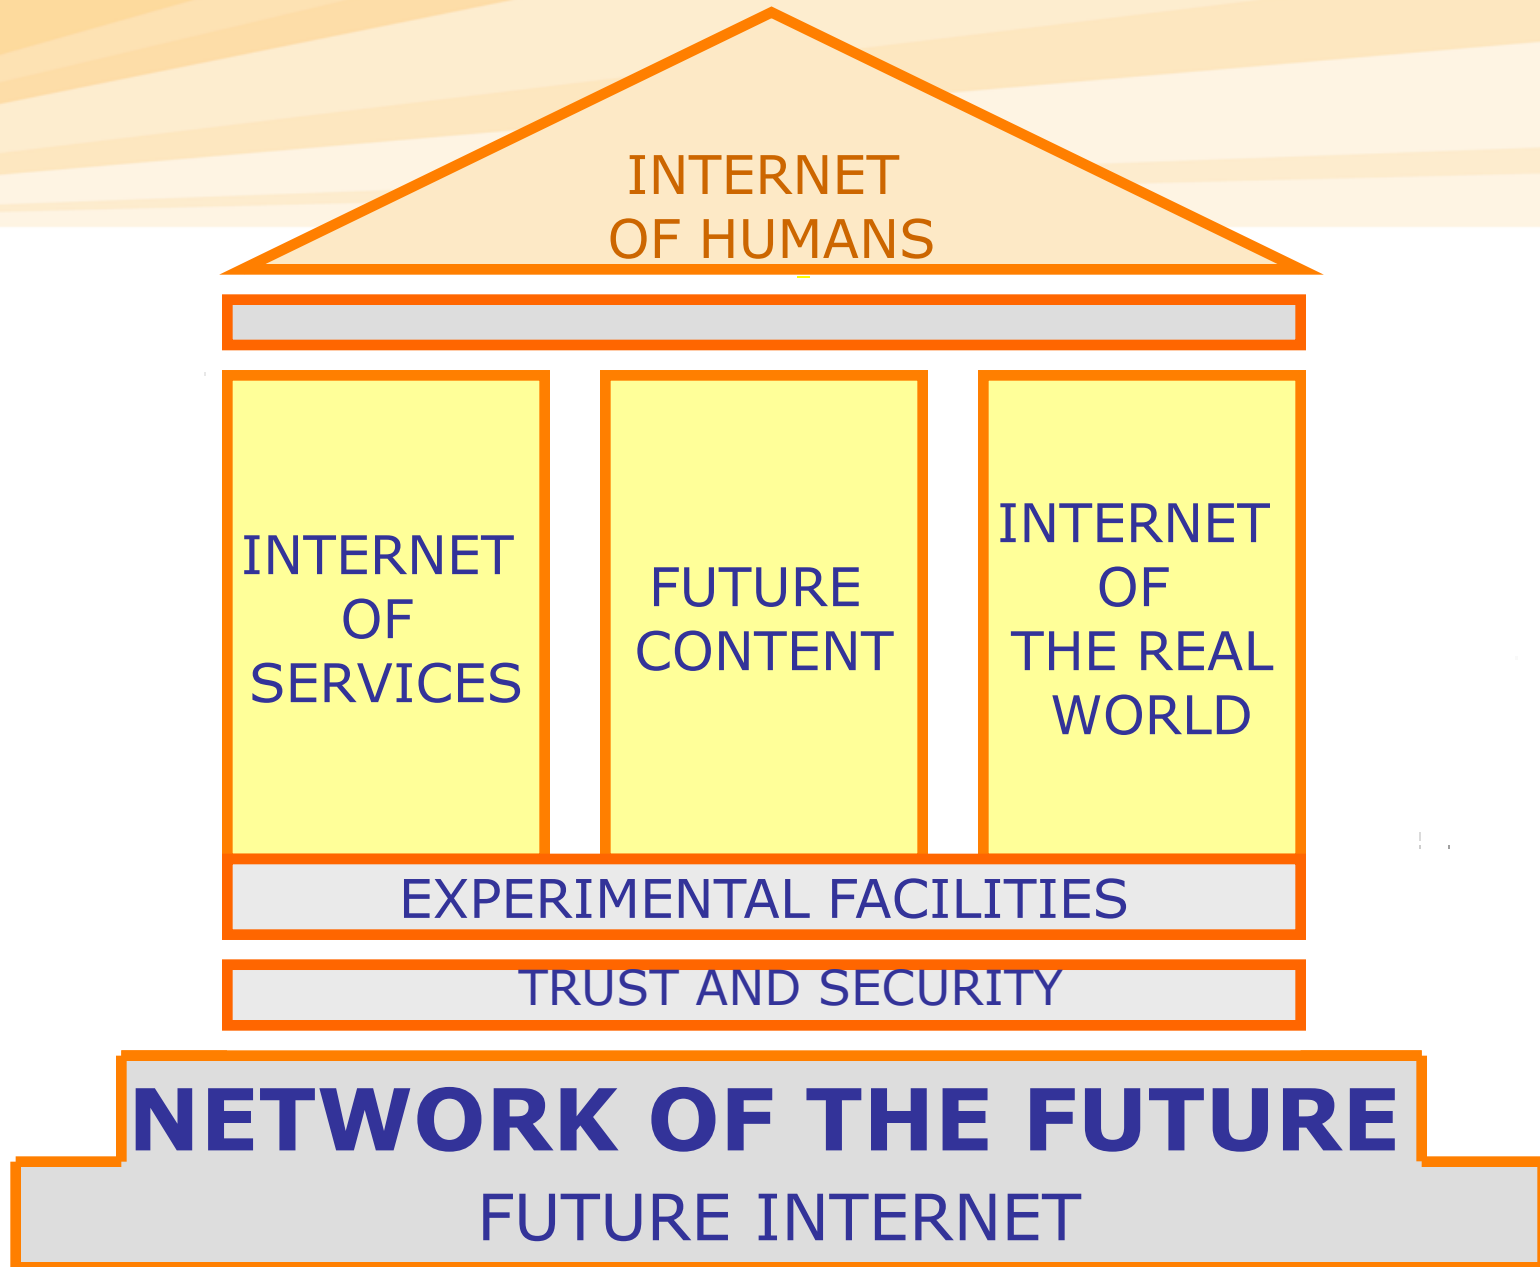 INTERNET
OF HUMANS
INTERNET
OF
SERVICES
FUTURE
CONTENT
INTERNET
OF
THE REAL
WORLD
EXPERIMENTAL FACILITIES
TRUST AND SECURITY
NETWORK OF THE FUTURE
FUTURE INTERNET